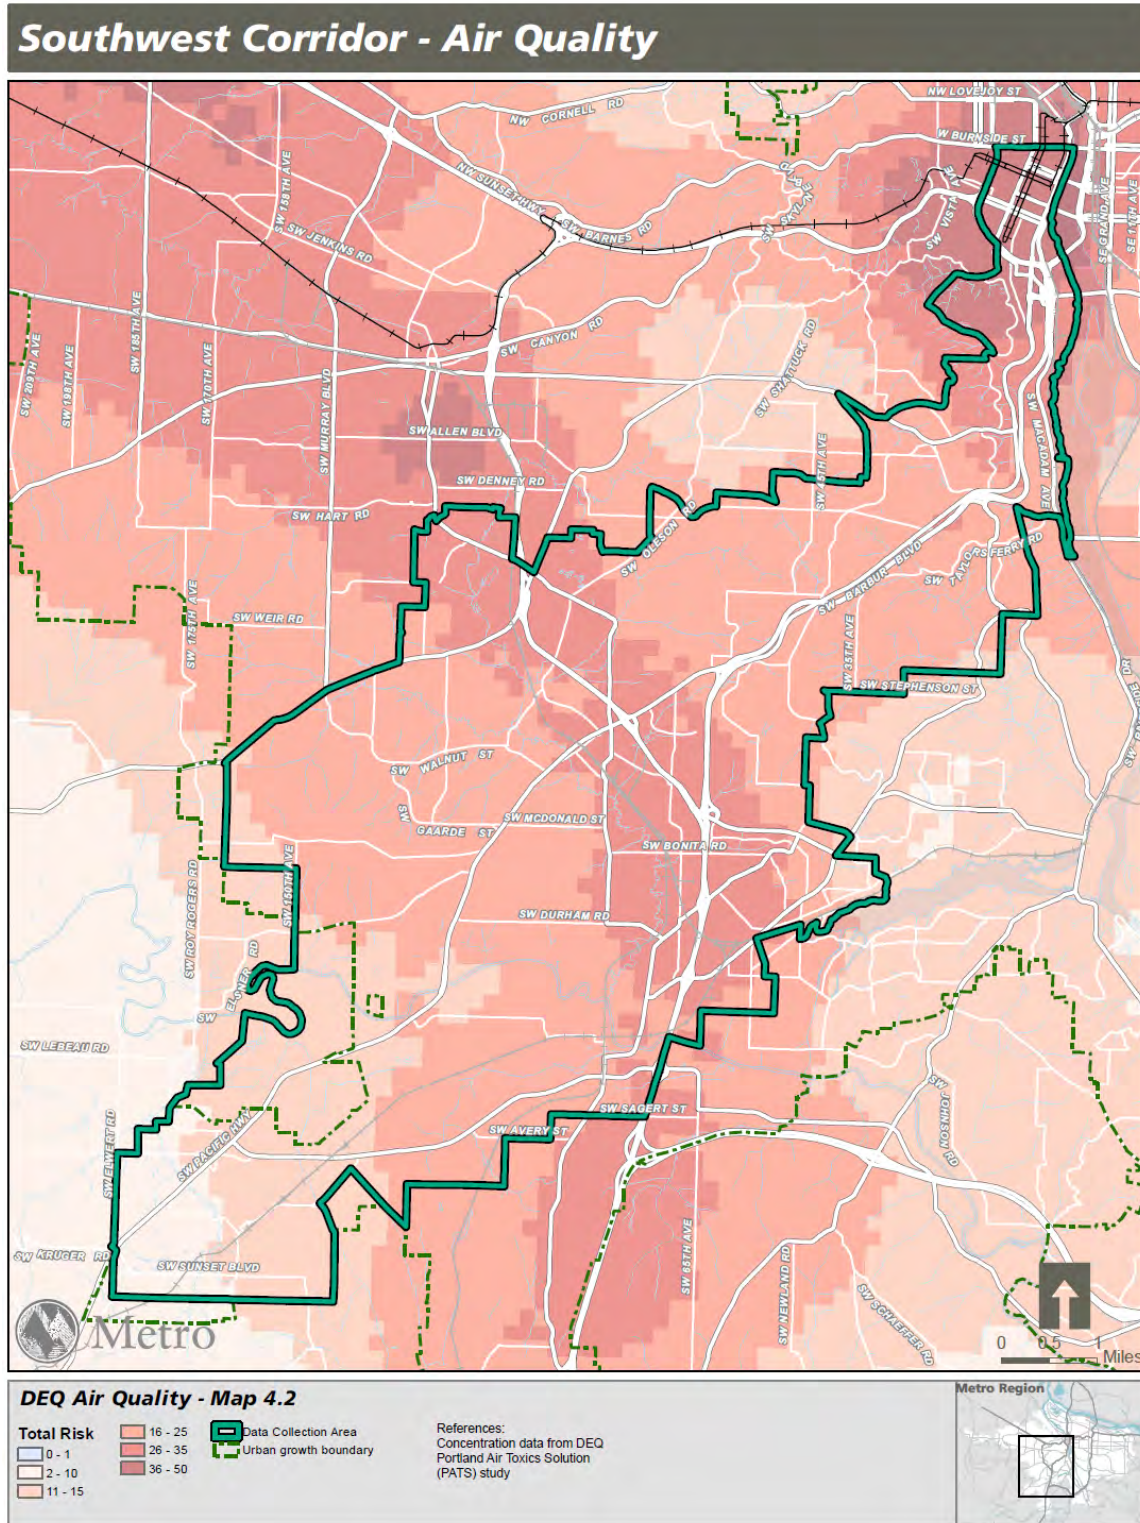 Southwest Corridor - Air Quality
NW LOVEJOY ST
NW CORNELL RD
W BURNSIDE ST
SW 158TH AVE
NW SUNSET HWY
SW SKYLINE BLVD
SW VISTA AVE
SE GRAND AVE
SE 11TH AVE
SW JENKINS RD
SW BARNES RD
SW 185TH AVE
SW CANYON RD
SW SHATTUCK RD
SW 209TH AVE
SW 198TH AVE
SW 170TH AVE
SW MURRAY BLVD
SW ALLEN BLVD
SW 45TH AVE
SW MACADAM AVE
SW DENNEY RD
SW HART RD
SW OLESON RD
SW TAYLORS FERRY RD
SW BARBUR BLVD
SW 175TH AVE
SW WEIR RD
SW 35TH AVE
SW STEPHENSON ST
SW WALNUT ST
SW GAARDE ST
SW MCDONALD ST
SW BONITA RD
SW ROY ROGERS RD
SW 150TH AVE
SW DURHAM RD
SW ELSNER RD
SW LEBEAU RD
SW JOHNSON RD
SW SAGERT ST
SW AVERY ST
SW ELWERT RD
SW PACIFIC HWY
SW KRUGER RD
SW SUNSET BLVD
SW 65TH AVE
SW NEWLAND RD
SW SCHAEFFER RD
Metro
0 0.5 1
Miles
DEQ Air Quality - Map 4.2
Total Risk
0 - 1
2 - 10
11 - 15
16 - 25
26 - 35
36 - 50
Data Collection Area
Urban growth boundary
References:
Concentration data from DEQ
Portland Air Toxics Solution
(PATS) study
Metro Region